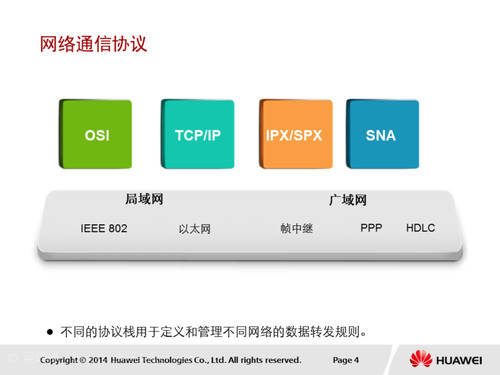 网络通信协议
OSI TCP/IP IPX/SPX SNA
局域网 广域网
IEEE 802 以太网 帧中继 PPP HDLC
● 不同的协议栈用于定义和管理不同网络的数据转发规则。
Copyright © 2014 Huawei Technologies Co., Ltd. All rights reserved. Page 4 HUAWEI